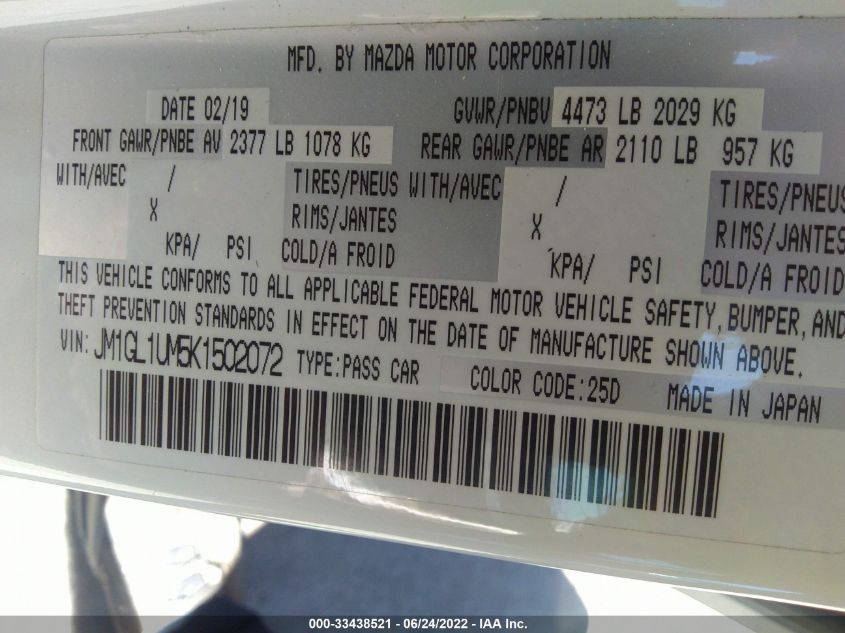 MFD. BY MAZDA MOTOR CORPORATION
DATE 02/19 GVWR/PNBV 4473 LB 2029 KG
FRONT GAWR/PNBE AV 2377 LB 1078 KG REAR GAWR/PNBE AR 2110 LB 957 KG
WITH/AVEC / TIRES/PNEUS WITH/AVEC / TIRES/PNEUS
X RIMS/JANTES X RIMS/JANTES
KPA/ PSI COLD/A FROID KPA/ PSI COLD/A FROID
THIS VEHICLE CONFORMS TO ALL APPLICABLE FEDERAL MOTOR VEHICLE SAFETY, BUMPER, AND
THEFT PREVENTION STANDARDS IN EFFECT ON THE DATE OF MANUFACTURE SHOWN ABOVE.
VIN: JM1GL1UM5K1502072 TYPE:PASS CAR COLOR CODE:25D MADE IN JAPAN
000-33438521 - 06/24/2022 - IAA Inc.